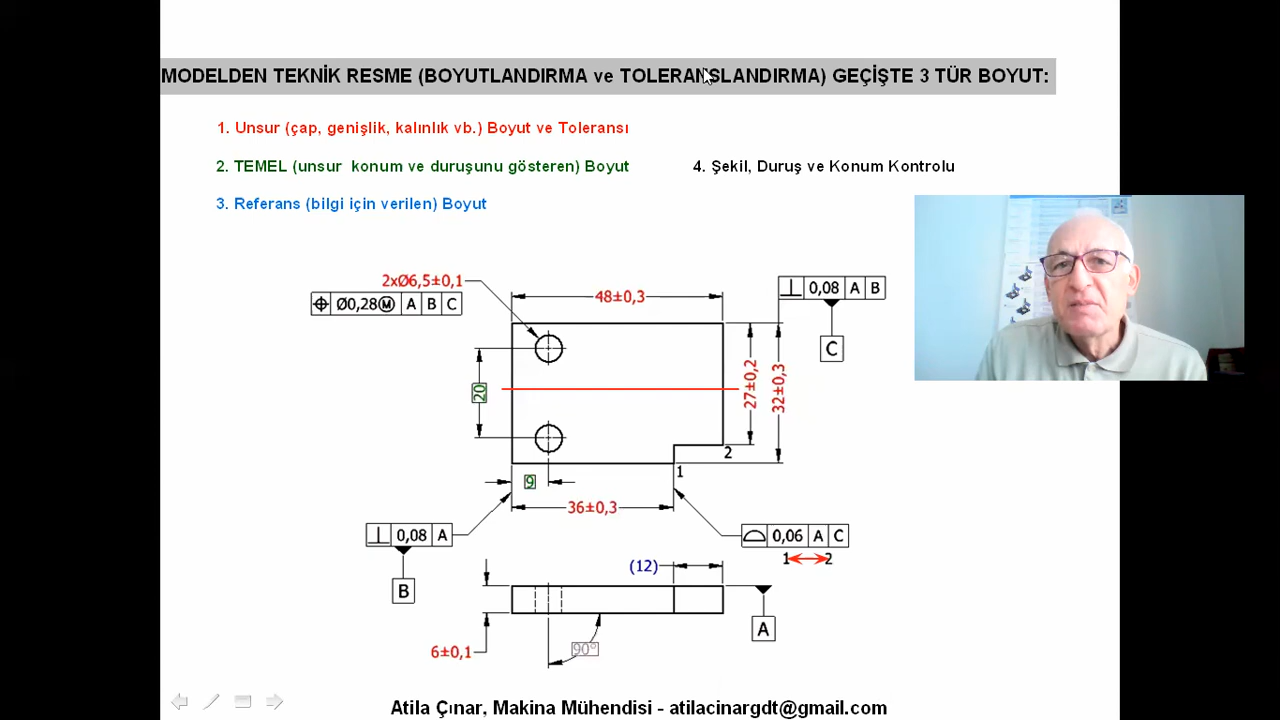 MODELDEN TEKNİK RESME (BOYUTLANDIRMA ve TOLERANSLANDIRMA) GEÇİŞTE 3 TÜR BOYUT:
1. Unsur (çap, genişlik, kalınlık vb.) Boyut ve Toleransı
2. TEMEL (unsur konum ve duruşunu gösteren) Boyut
4. Şekil, Duruş ve Konum Kontrolu
3. Referans (bilgi için verilen) Boyut
2xØ6,5±0,1
⌖ Ø0,28Ⓜ A B C
48±0,3
⊥ 0,08 A B
C
20
27±0,2
32±0,3
2
1
9
36±0,3
⊥ 0,08 A
B
⌓ 0,06 A C
1 2
(12)
A
6±0,1
90°
Atila Çınar, Makina Mühendisi - atilacinargdt@gmail.com